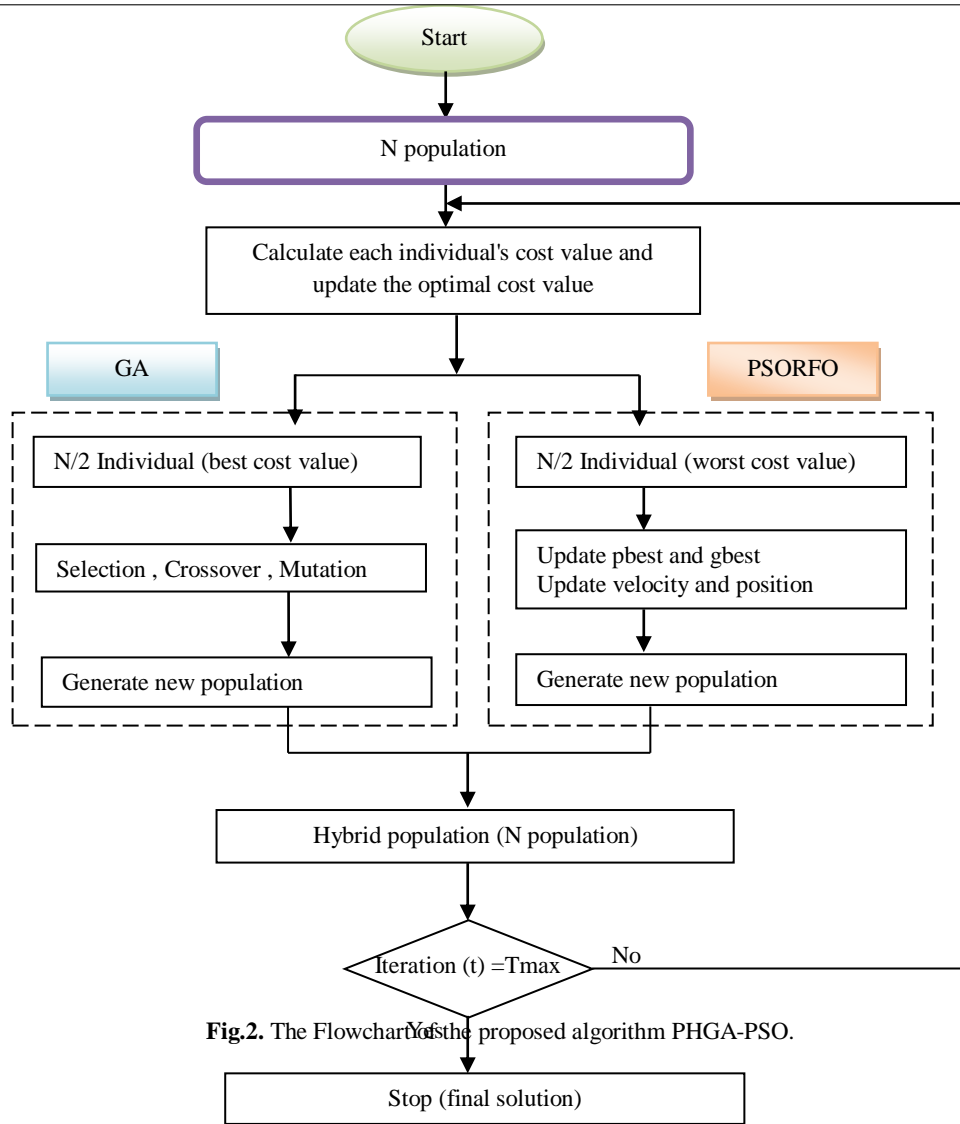 Start
N population
Calculate each individual's cost value and
update the optimal cost value
GA
PSORFO
N/2 Individual (best cost value)
Selection , Crossover , Mutation
Generate new population
N/2 Individual (worst cost value)
Update pbest and gbest
Update velocity and position
Generate new population
Hybrid population (N population)
Iteration (t) =Tmax
No
Yes
Fig.2. The Flowchart of the proposed algorithm PHGA-PSO.
Stop (final solution)